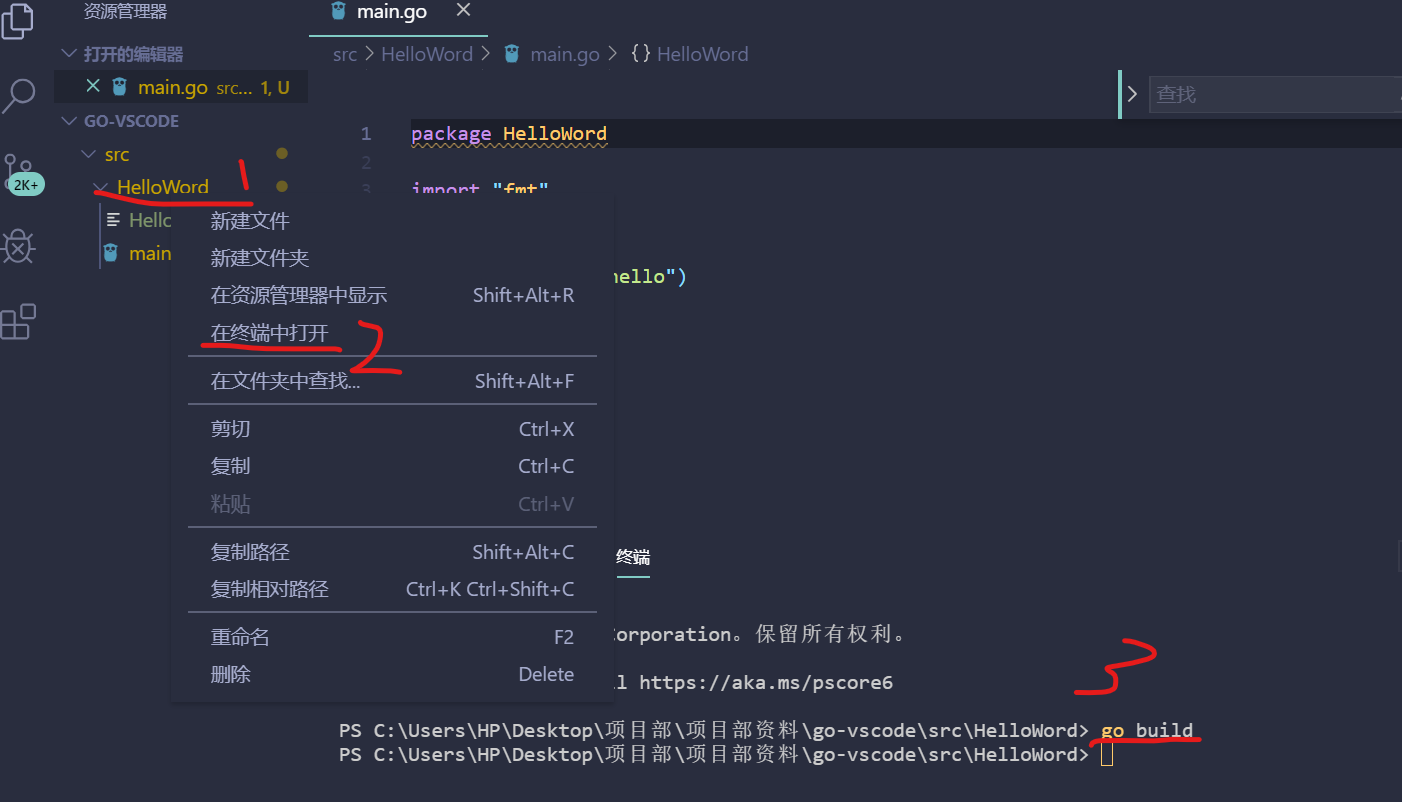 资源管理器
main.go
打开的编辑器
main.go src... 1, U
src > HelloWord > main.go > {} HelloWord
查找
GO-VSCODE
1 package HelloWord
src
2
2K+
HelloWord
1
3 import "fmt"
Hellc
main
新建文件
新建文件夹
hello")
在资源管理器中显示 Shift+Alt+R
在终端中打开
2
在文件夹中查找... Shift+Alt+F
剪切 Ctrl+X
复制 Ctrl+C
粘贴 Ctrl+V
复制路径 Shift+Alt+C
终端
复制相对路径 Ctrl+K Ctrl+Shift+C
重命名 F2
Corporation。保留所有权利。
删除 Delete
ll https://aka.ms/pscore6
3
PS C:\Users\HP\Desktop\项目部\项目部资料\go-vscode\src\HelloWord> go build
PS C:\Users\HP\Desktop\项目部\项目部资料\go-vscode\src\HelloWord>